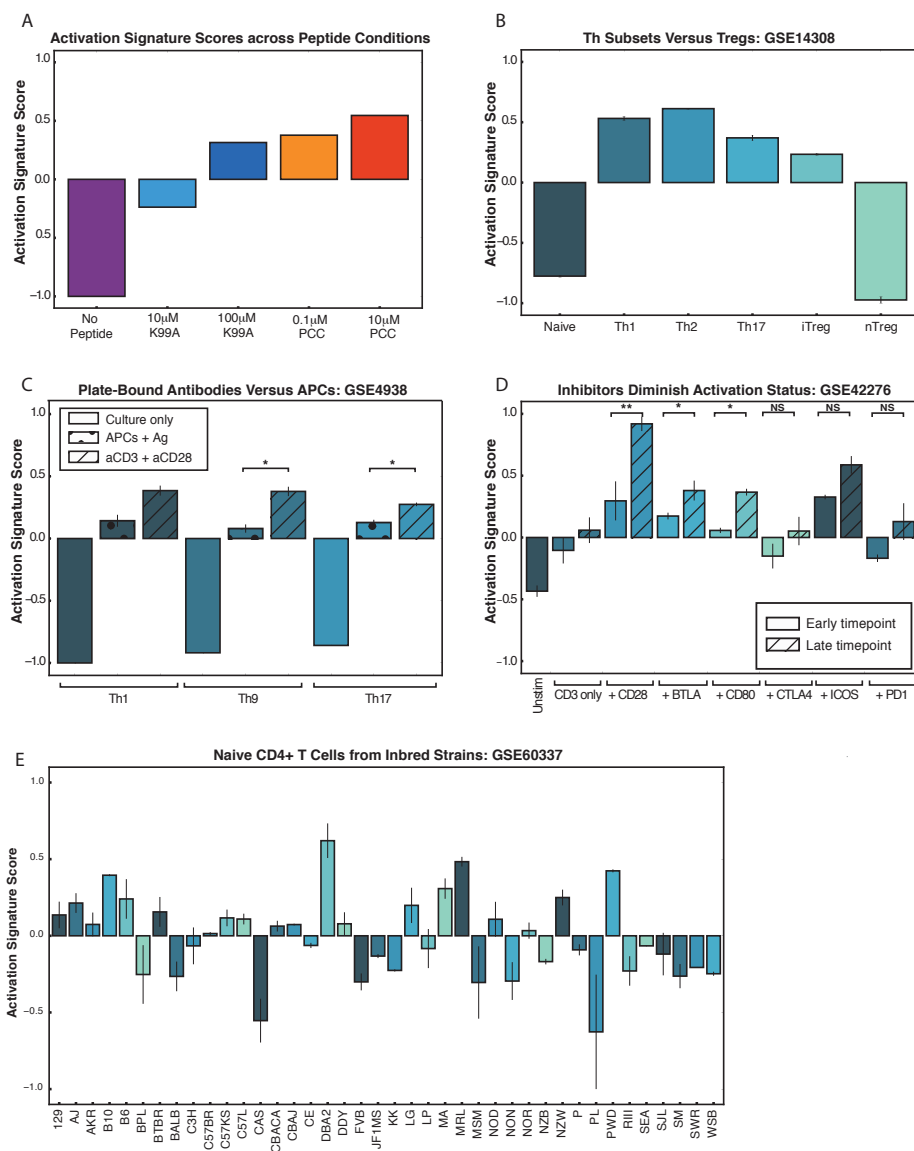 A
Activation Signature Scores across Peptide Conditions
Activation Signature Score
1.0
0.5
0.0
0.5
−1.0
No Peptide
10μM K99A
100μM K99A
0.1μM PCC
10μM PCC
B
Th Subsets Versus Tregs: GSE14308
Activation Signature Score
1.0
0.5
0.0
−0.5
−1.0
Naive
Th1
Th2
Th17
iTreg
nTreg
C
Plate-Bound Antibodies Versus APCs: GSE4938
Activation Signature Score
1.0
0.5
0.0
−0.5
−1.0
Culture only
APCs + Ag
aCD3 + aCD28
*
*
Th1
Th9
Th17
D
Inhibitors Diminish Activation Status: GSE42276
Activation Signature Score
1.0
0.5
0.0
−0.5
−1.0
**
*
*
NS
NS
NS
Early timepoint
Late timepoint
Unstim
CD3 only
+ CD28
+ BTLA
+ CD80
+ CTLA4
+ ICOS
+ PD1
E
Naive CD4+ T Cells from Inbred Strains: GSE60337
Activation Signature Score
1.0
0.5
0.0
−0.5
−1.0
129
AJ
AKR
B10
B6
BPL
BTBR
BALB
C3H
C57BR
C57KS
C57L
CAS
CBACA
CBAJ
CE
DBA2
DDY
FVB
JF1MS
KK
LG
LP
MA
MRL
MSM
NOD
NON
NOR
NZB
NZW
P
PL
PWD
RIII
SEA
SJL
SM
SWR
WSB